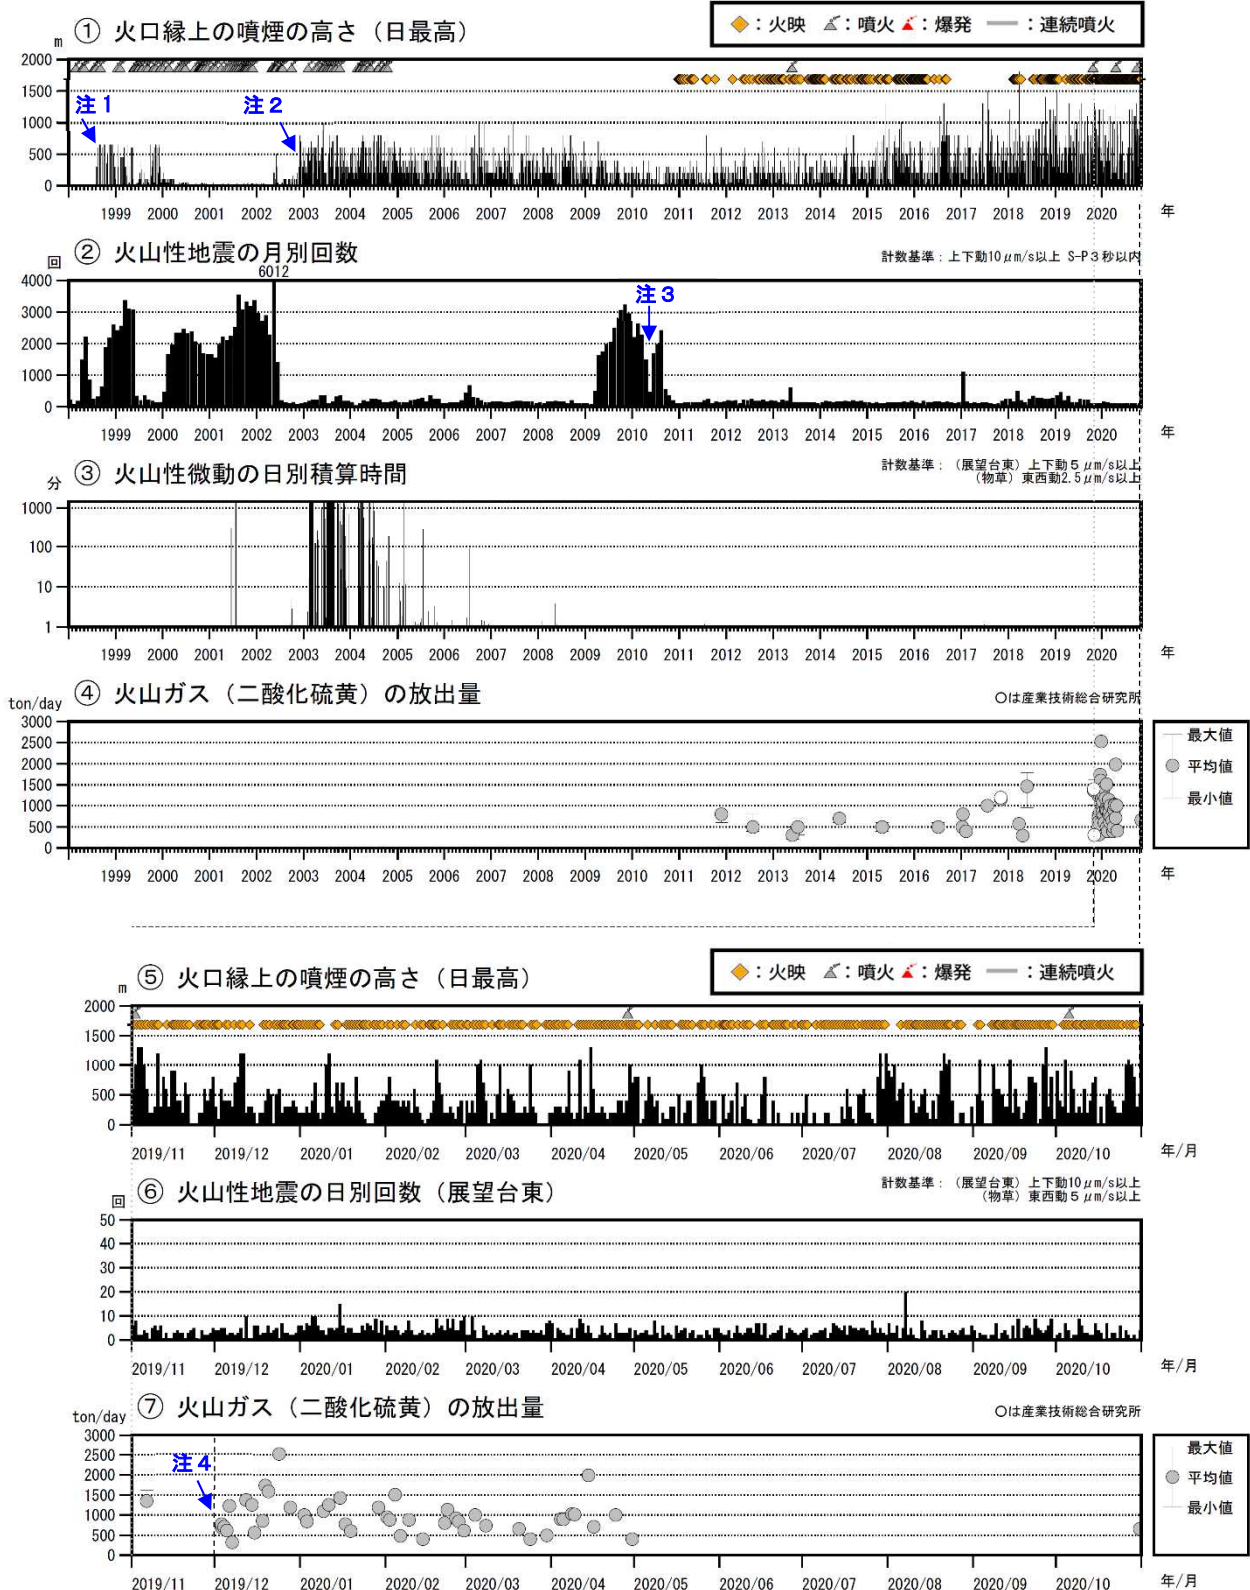 ① 火口縁上の噴煙の高さ（日最高）
◆：火映 ：噴火 ：爆発 ：連続噴火
m
2000
1500
1000
500
0
注１
注２
1999 2000 2001 2002 2003 2004 2005 2006 2007 2008 2009 2010 2011 2012 2013 2014 2015 2016 2017 2018 2019 2020 年
② 火山性地震の月別回数
計数基準：上下動10μm/s以上 S-P３秒以内
回
6012
4000
3000
2000
1000
0
注３
1999 2000 2001 2002 2003 2004 2005 2006 2007 2008 2009 2010 2011 2012 2013 2014 2015 2016 2017 2018 2019 2020 年
③ 火山性微動の日別積算時間
計数基準：（展望台東）上下動５μm/s以上
（物草）東西動2.5μm/s以上
分
1000
100
10
1
1999 2000 2001 2002 2003 2004 2005 2006 2007 2008 2009 2010 2011 2012 2013 2014 2015 2016 2017 2018 2019 2020 年
④ 火山ガス（二酸化硫黄）の放出量
○は産業技術総合研究所
ton/day
3000
2500
2000
1500
1000
500
0
最大値
平均値
最小値
1999 2000 2001 2002 2003 2004 2005 2006 2007 2008 2009 2010 2011 2012 2013 2014 2015 2016 2017 2018 2019 2020 年
⑤ 火口縁上の噴煙の高さ（日最高）
◆：火映 ：噴火 ：爆発 ：連続噴火
m
2000
1500
1000
500
0
2019/11 2019/12 2020/01 2020/02 2020/03 2020/04 2020/05 2020/06 2020/07 2020/08 2020/09 2020/10 年/月
⑥ 火山性地震の日別回数（展望台東）
計数基準：（展望台東）上下動10μm/s以上
（物草）東西動５μm/s以上
回
50
40
30
20
10
0
2019/11 2019/12 2020/01 2020/02 2020/03 2020/04 2020/05 2020/06 2020/07 2020/08 2020/09 2020/10 年/月
⑦ 火山ガス（二酸化硫黄）の放出量
○は産業技術総合研究所
ton/day
3000
2500
2000
1500
1000
500
0
注４
最大値
平均値
最小値
2019/11 2019/12 2020/01 2020/02 2020/03 2020/04 2020/05 2020/06 2020/07 2020/08 2020/09 2020/10 年/月